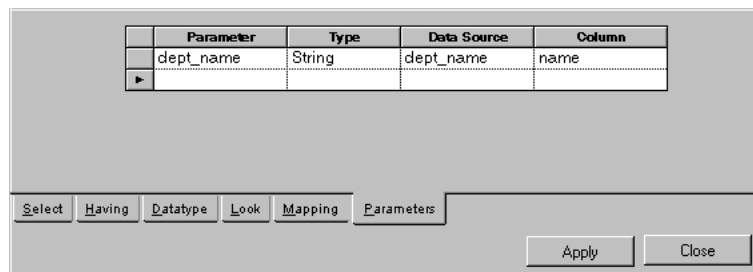 Parameter Type Data Source Column
dept_name String dept_name name
Select Having Datatype Look Mapping Parameters
Apply Close